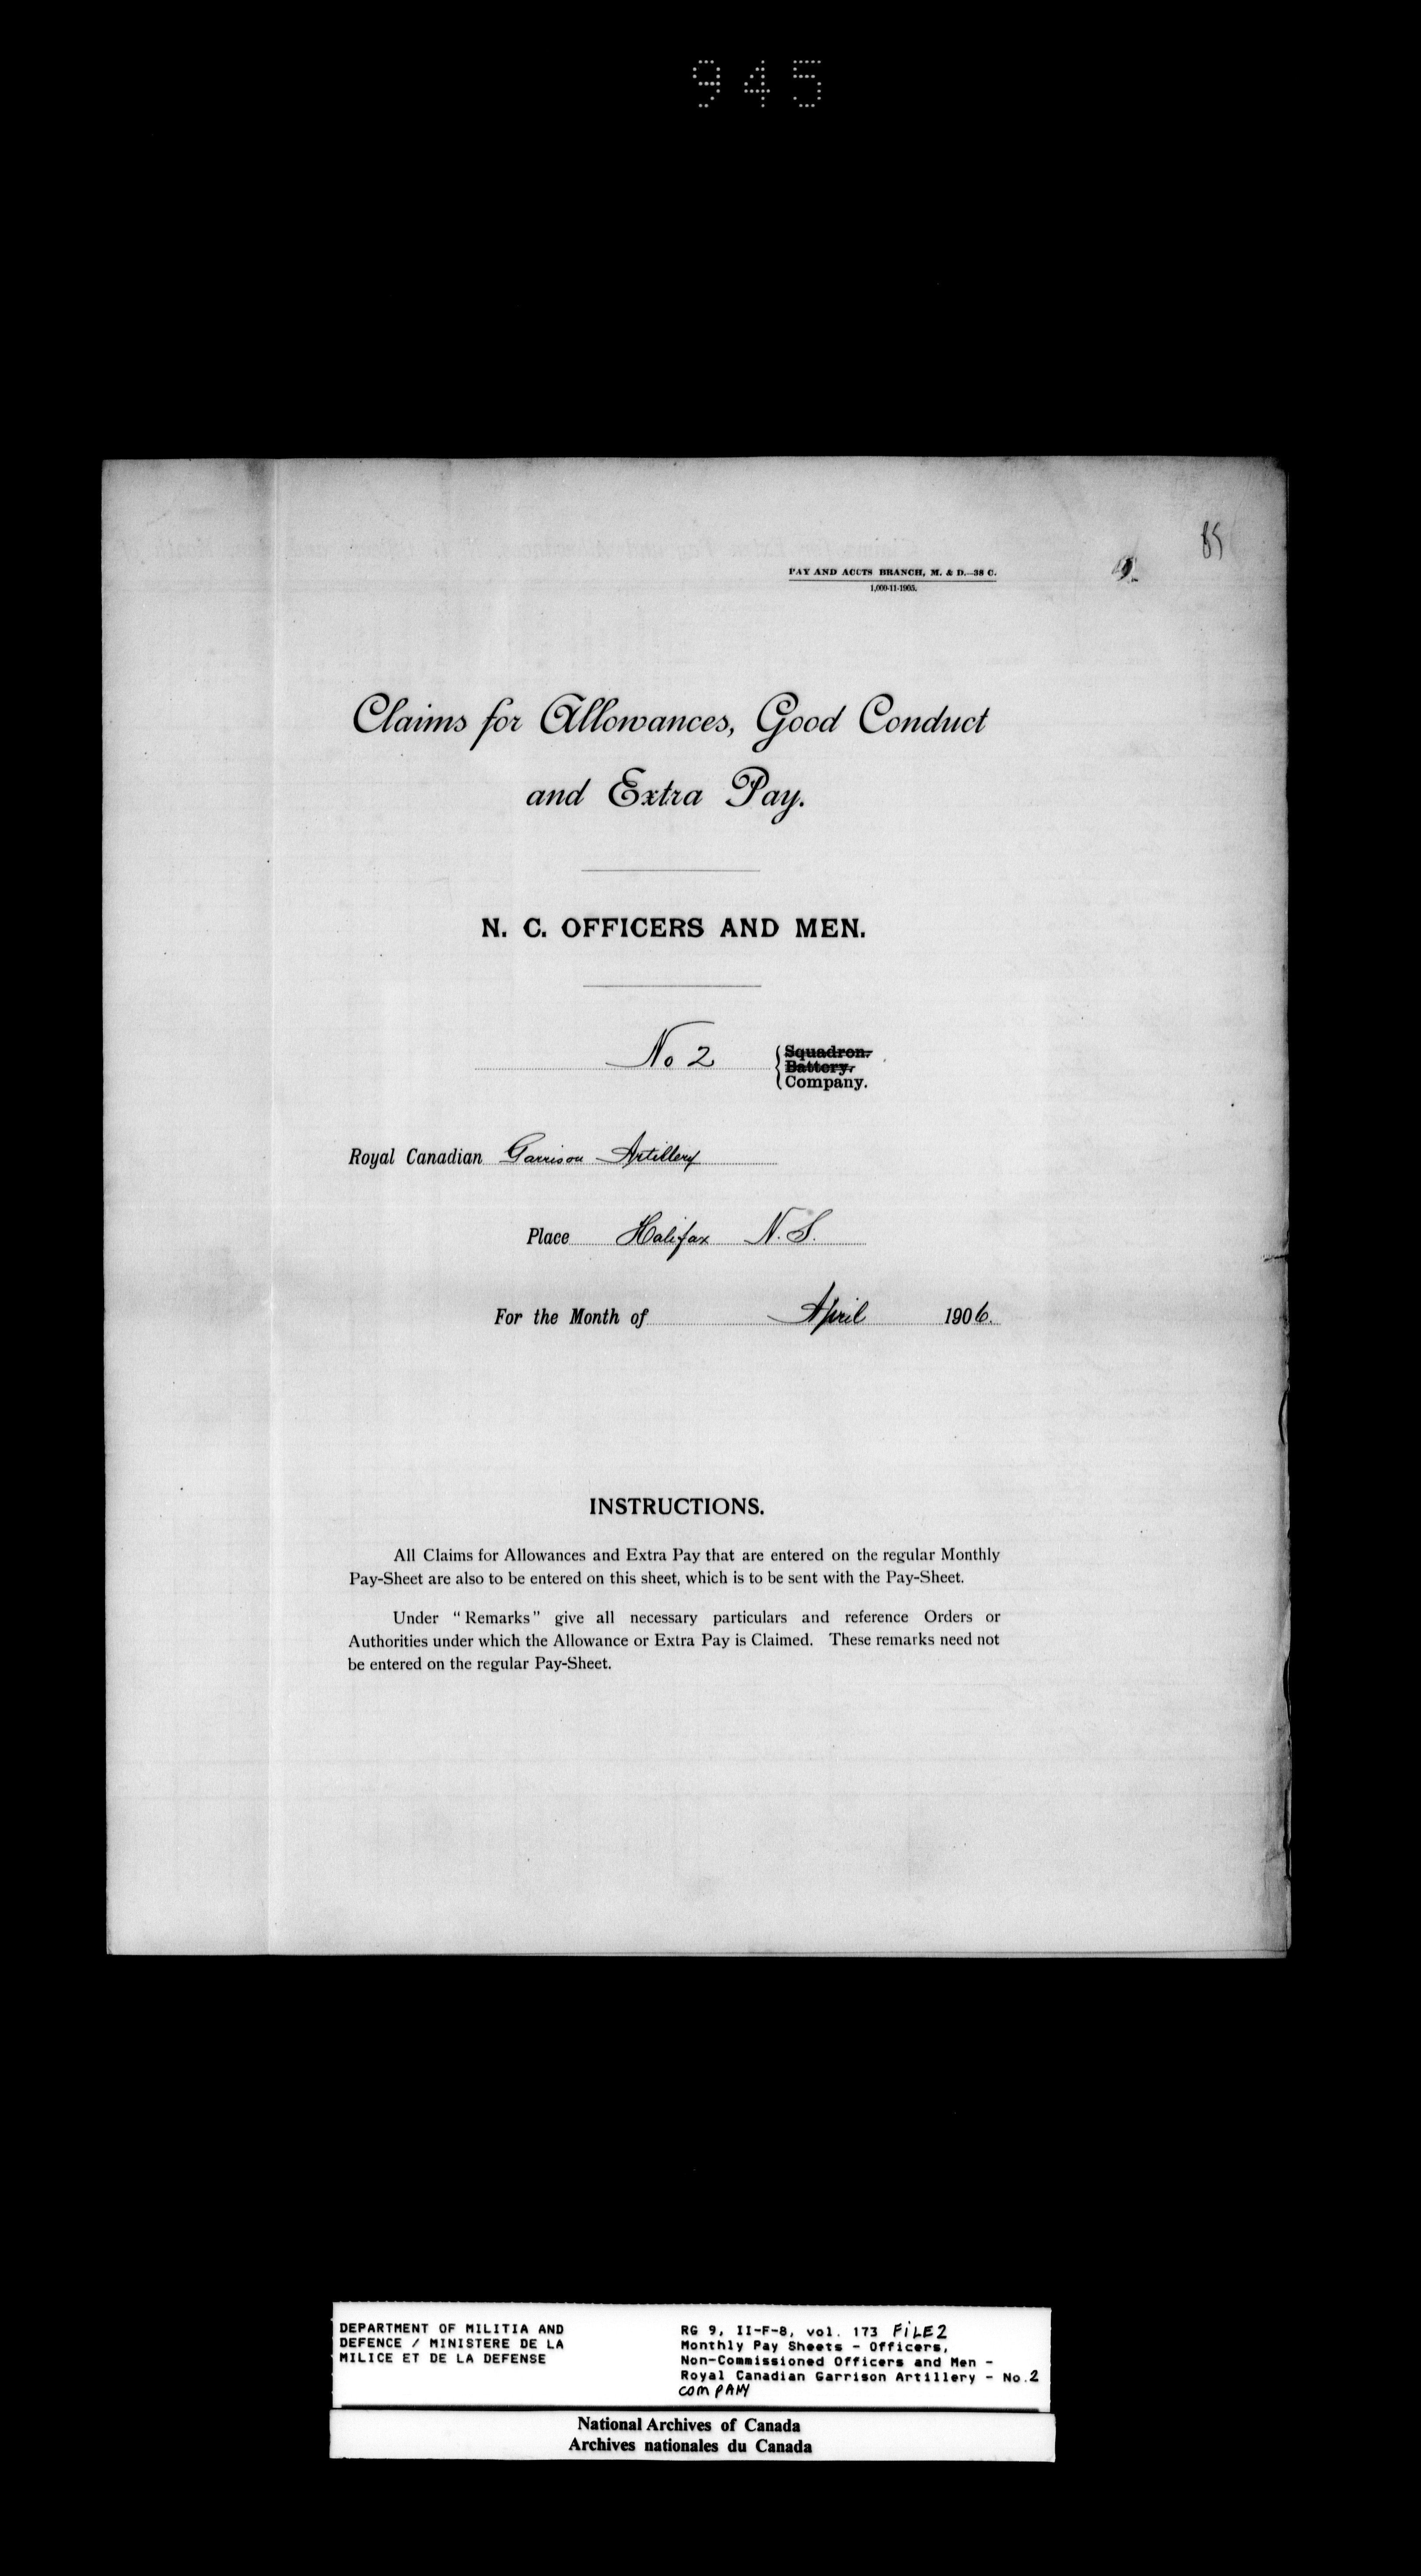 945
85
PAY AND ACCTS BRANCH, M. & D.—38 C.
1,000-11-1905.
Claims for Allowances, Good Conduct
and Extra Pay.
N. C. OFFICERS AND MEN.
No 2
Squadron.
Battery.
Company.
Royal Canadian Garrison Artillery
Place Halifax N.S.
For the Month of April 1906.
INSTRUCTIONS.
All Claims for Allowances and Extra Pay that are entered on the regular Monthly
Pay-Sheet are also to be entered on this sheet, which is to be sent with the Pay-Sheet.
Under "Remarks" give all necessary particulars and reference Orders or
Authorities under which the Allowance or Extra Pay is Claimed. These remarks need not
be entered on the regular Pay-Sheet.
DEPARTMENT OF MILITIA AND
DEFENCE / MINISTERE DE LA
MILICE ET DE LA DEFENSE
RG 9, II-F-8, vol. 173 FILE 2
Monthly Pay Sheets - Officers,
Non-Commissioned Officers and Men -
Royal Canadian Garrison Artillery - No.2
COMPANY
National Archives of Canada
Archives nationales du Canada